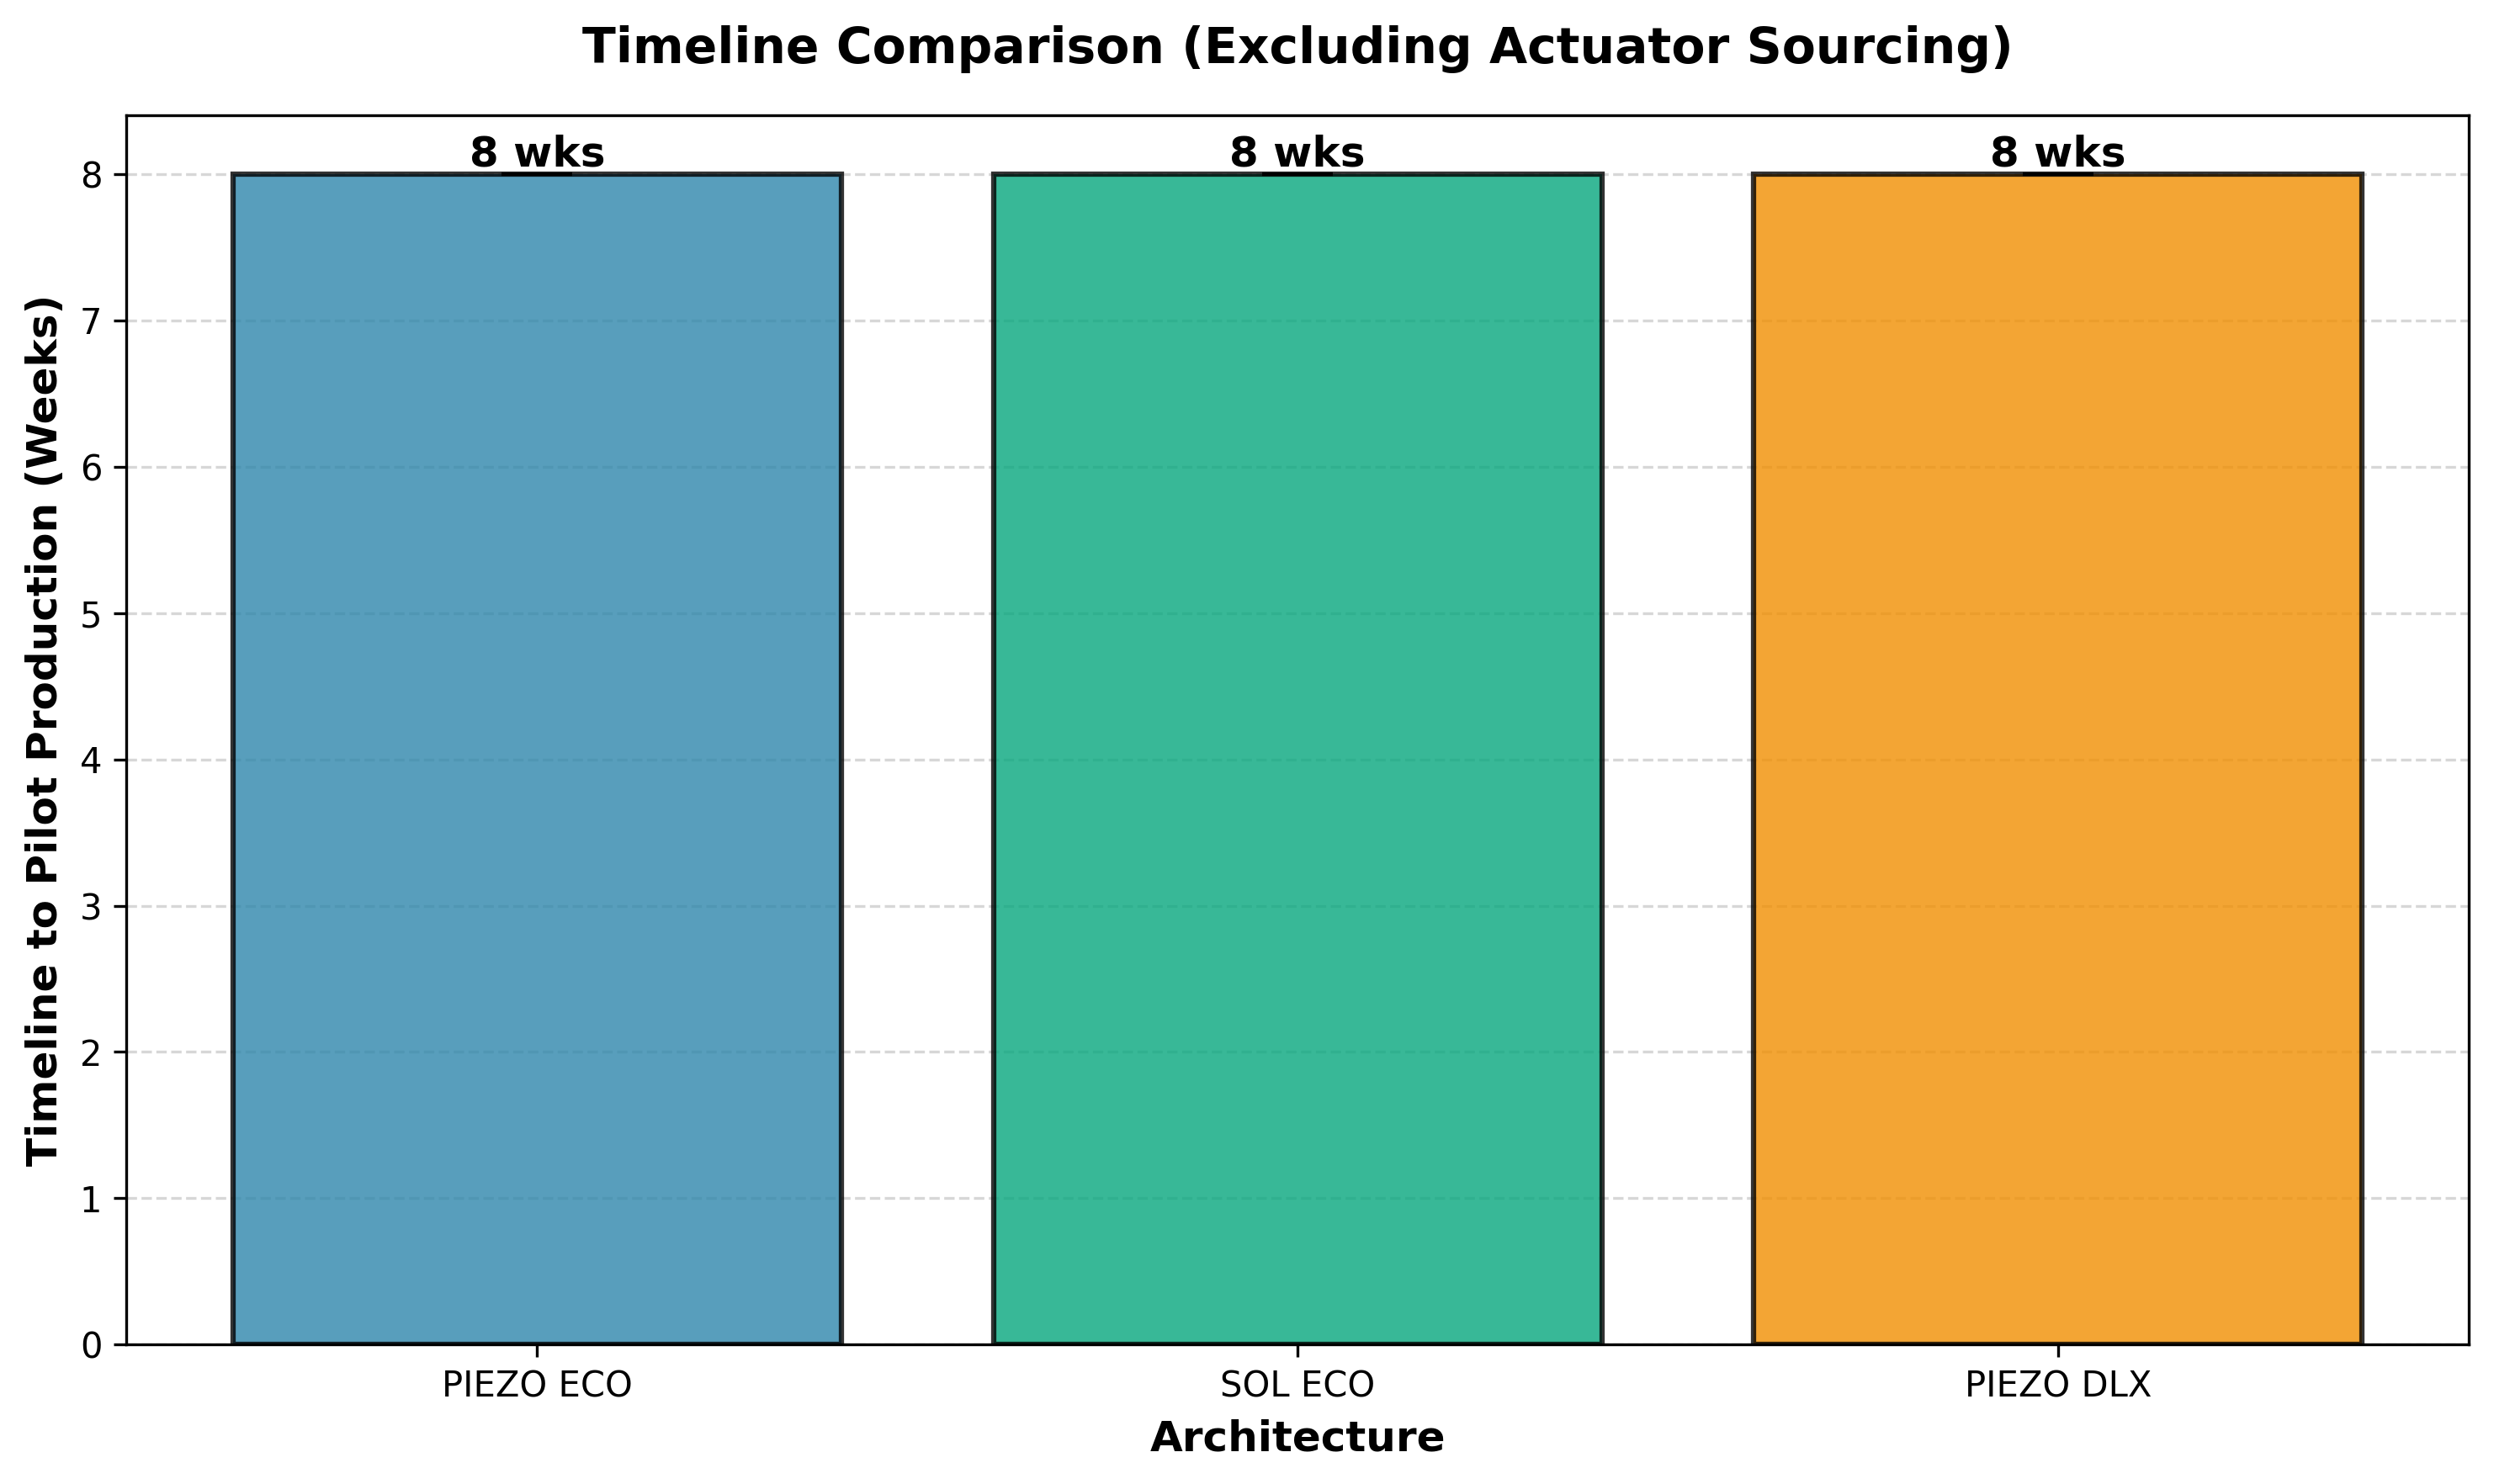 Timeline Comparison (Excluding Actuator Sourcing)
Timeline to Pilot Production (Weeks)
8
7
6
5
4
3
2
1
0
8 wks
8 wks
8 wks
PIEZO ECO
SOL ECO
PIEZO DLX
Architecture